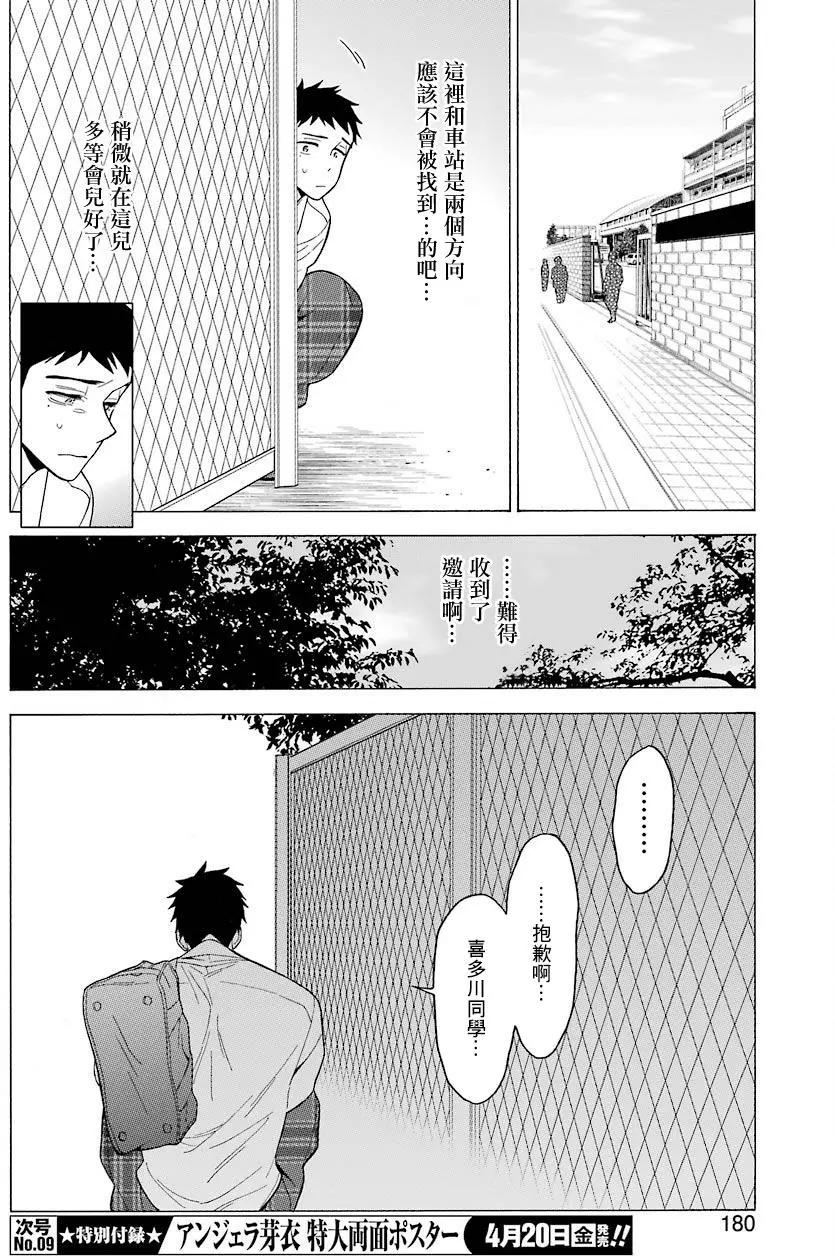 這裡和車站是兩個方向
應該不會被找到…的吧…
稍微就在這兒
多等會兒好了…
……難得
收到了
邀請啊…
………
……抱歉啊…
喜多川同學…
180
次号
No.09
★特別付録★
アンジェラ芽衣 特大両面ポスター
4月20日金発売!!